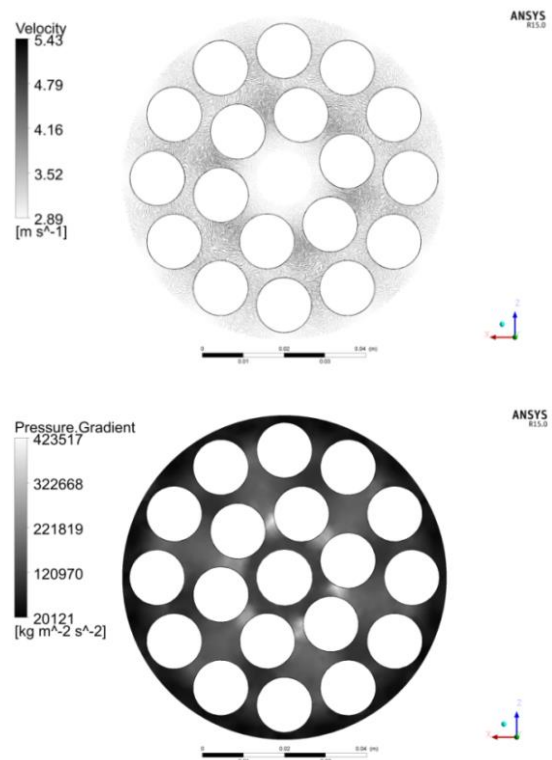 Velocity
5.43
4.79
4.16
3.52
2.89
[m s^-1]
ANSYS
R15.0
0 0.02 0.04 (m)
0.01 0.03
Z
X
Pressure.Gradient
423517
322668
221819
120970
20121
[kg m^-2 s^-2]
ANSYS
R15.0
0 0.02 0.04 (m)
Z
X